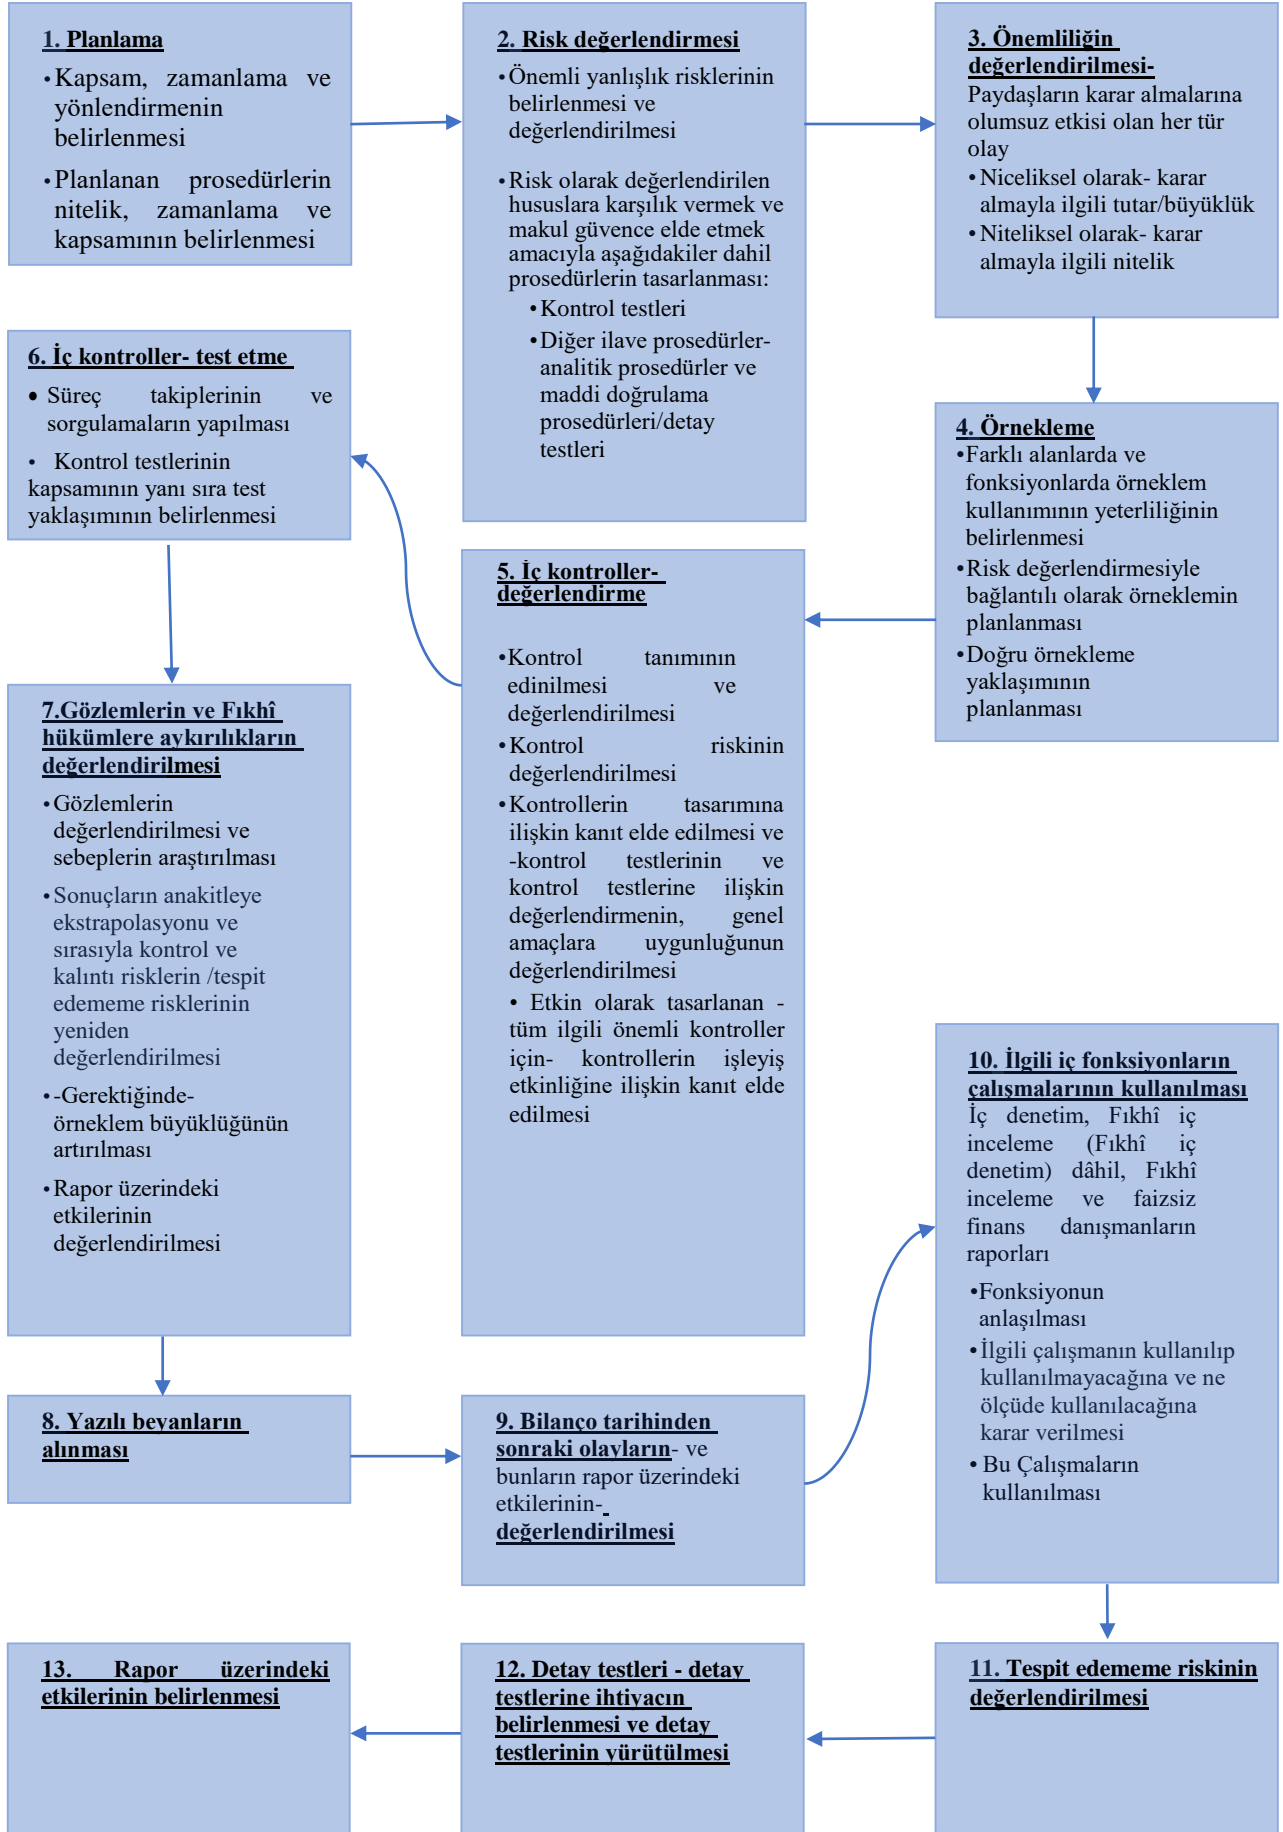 1. Planlama
•Kapsam, zamanlama ve
yönlendirmenin
belirlenmesi
•Planlanan prosedürlerin
nitelik, zamanlama ve
kapsamının belirlenmesi
2. Risk değerlendirmesi
•Önemli yanlışlık risklerinin
belirlenmesi ve
değerlendirilmesi
•Risk olarak değerlendirilen
hususlara karşılık vermek ve
makul güvence elde etmek
amacıyla aşağıdakiler dahil
prosedürlerin tasarlanması:
•Kontrol testleri
•Diğer ilave prosedürler-
analitik prosedürler ve
maddi doğrulama
prosedürleri/detay
testleri
3. Önemliliğin
değerlendirilmesi-
Paydaşların karar almalarına
olumsuz etkisi olan her tür
olay
•Niceliksel olarak- karar
almayla ilgili tutar/büyüklük
•Niteliksel olarak- karar
almayla ilgili nitelik
4. Örnekleme
•Farklı alanlarda ve
fonksiyonlarda örneklem
kullanımının yeterliliğinin
belirlenmesi
•Risk değerlendirmesiyle
bağlantılı olarak örneklemin
planlanması
•Doğru örnekleme
yaklaşımının
planlanması
5. İç kontroller-
değerlendirme
•Kontrol tanımının
edinilmesi ve
değerlendirilmesi
•Kontrol riskinin
değerlendirilmesi
•Kontrollerin tasarımına
ilişkin kanıt elde edilmesi ve
-kontrol testlerinin ve
kontrol testlerine ilişkin
değerlendirmenin, genel
amaçlara uygunluğunun
değerlendirilmesi
• Etkin olarak tasarlanan -
tüm ilgili önemli kontroller
için- kontrollerin işleyiş
etkinliğine ilişkin kanıt elde
edilmesi
6. İç kontroller- test etme
• Süreç takiplerinin ve
sorgulamaların yapılması
• Kontrol testlerinin
kapsamının yanı sıra test
yaklaşımının belirlenmesi
7.Gözlemlerin ve Fıkhî
hükümlere aykırılıkların
değerlendirilmesi
•Gözlemlerin
değerlendirilmesi ve
sebeplerin araştırılması
•Sonuçların anakitleye
ekstrapolasyonu ve
sırasıyla kontrol ve
kalıntı risklerin /tespit
edememe risklerinin
yeniden
değerlendirilmesi
•-Gerektiğinde-
örneklem büyüklüğünün
artırılması
•Rapor üzerindeki
etkilerinin
değerlendirilmesi
8. Yazılı beyanların
alınması
9. Bilanço tarihinden
sonraki olayların- ve
bunların rapor üzerindeki
etkilerinin-
değerlendirilmesi
10. İlgili iç fonksiyonların
çalışmalarının kullanılması
İç denetim, Fıkhî iç
inceleme (Fıkhî iç
denetim) dâhil, Fıkhî
inceleme ve faizsiz
finans danışmanların
raporları
•Fonksiyonun
anlaşılması
•İlgili çalışmanın kullanılıp
kullanılmayacağına ve ne
ölçüde kullanılacağına
karar verilmesi
• Bu Çalışmaların
kullanılması
11. Tespit edememe riskinin
değerlendirilmesi
12. Detay testleri - detay
testlerine ihtiyacın
belirlenmesi ve detay
testlerinin yürütülmesi
13. Rapor üzerindeki
etkilerinin belirlenmesi